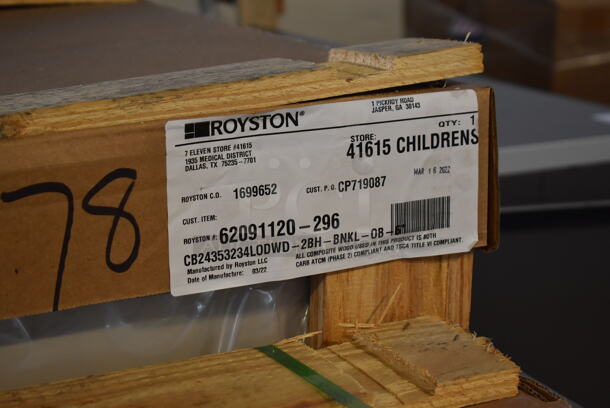 78
ROYSTON®
1 PICKROY ROAD
JASPER, GA 30143
7 ELEVEN STORE #41615
1935 MEDICAL DISTRICT
DALLAS, TX 75235-7701
STORE:
41615 CHILDRENS
QTY: 1
MAR 16 2022
ROYSTON C.O. 1699652
CUST. P.O. CP719087
CUST. ITEM:
W.O.#: 62091120-296
CB24353234LODWD-2BH-BNKL-OB-6
Manufactured by Royston LLC
Date of Manufacture: 03/22
ALL COMPOSITE WOOD USED IN THIS PRODUCT IS BOTH
CARB ATCM (PHASE 2) COMPLIANT AND TSCA TITLE VI COMPLIANT.